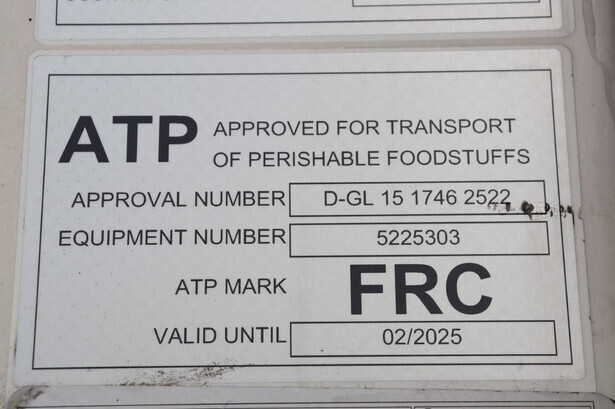 ATP APPROVED FOR TRANSPORT
OF PERISHABLE FOODSTUFFS
APPROVAL NUMBER D-GL 15 1746 2522
EQUIPMENT NUMBER 5225303
ATP MARK FRC
VALID UNTIL 02/2025